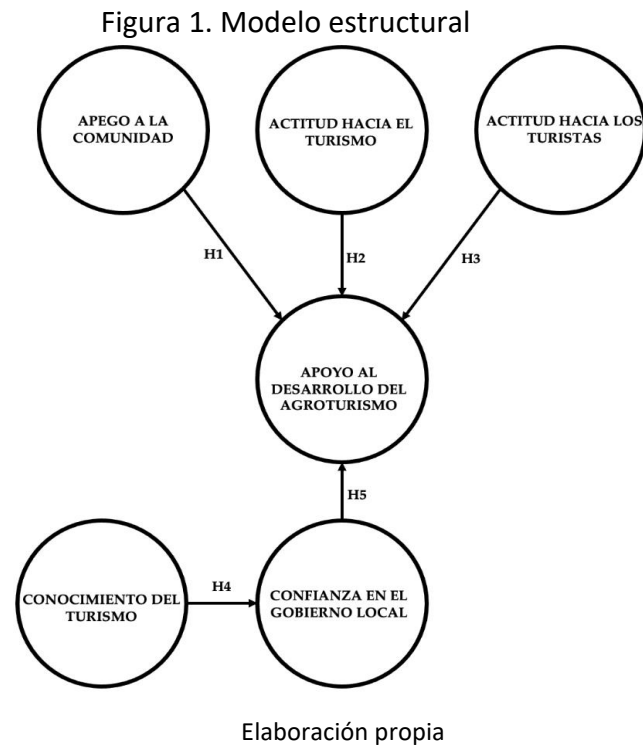 Figura 1. Modelo estructural
APEGO A LA
COMUNIDAD
ACTITUD HACIA EL
TURISMO
ACTITUD HACIA LOS
TURISTAS
H1
H2
H3
APOYO AL
DESARROLLO DEL
AGROTURISMO
H5
CONOCIMIENTO DEL
TURISMO
H4
CONFIANZA EN EL
GOBIERNO LOCAL
Elaboración propia